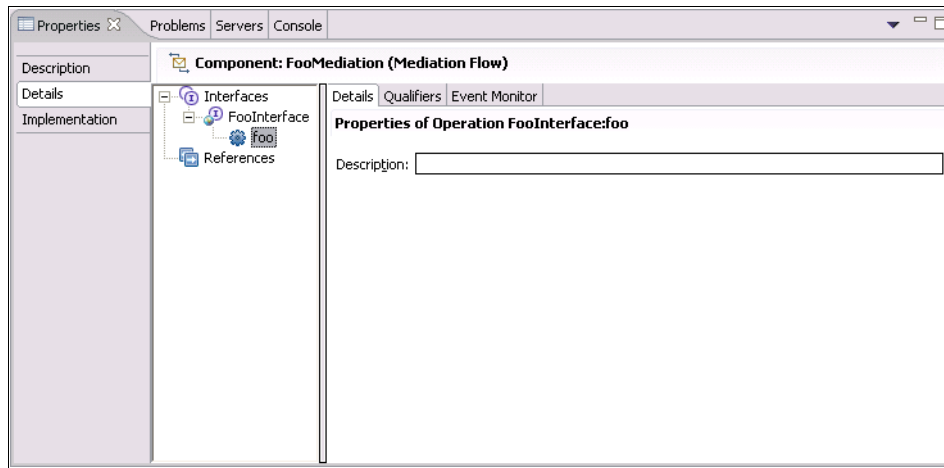 Properties Problems Servers Console
Component: FooMediation (Mediation Flow)
Description
Details
Implementation
Interfaces
FooInterface
foo
References
Details Qualifiers Event Monitor
Properties of Operation FooInterface:foo
Description: